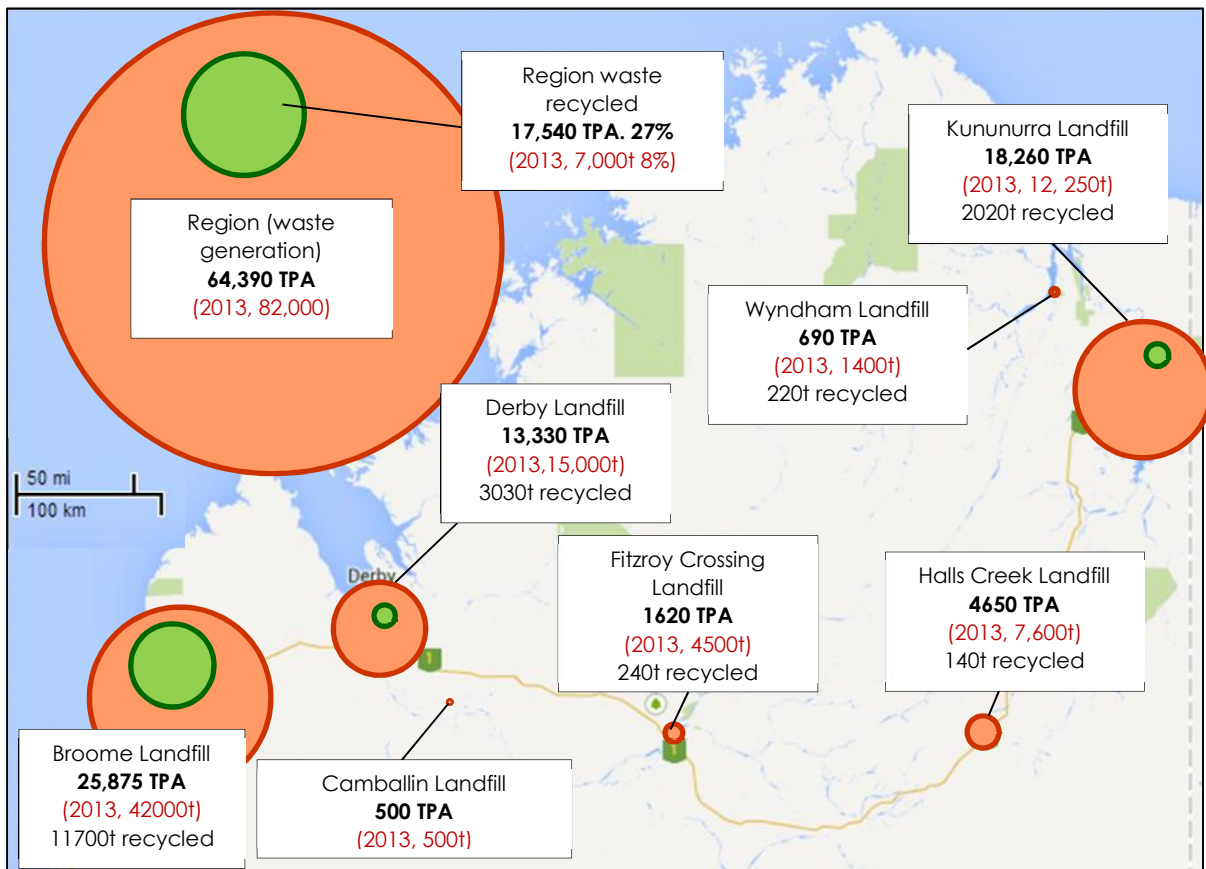 Region waste
recycled
17,540 TPA. 27%
(2013, 7,000t 8%)
Kununurra Landfill
18,260 TPA
(2013, 12, 250t)
2020t recycled
Region (waste
generation)
64,390 TPA
(2013, 82,000)
Wyndham Landfill
690 TPA
(2013, 1400t)
220t recycled
Derby Landfill
13,330 TPA
(2013,15,000t)
3030t recycled
50 mi
100 km
Derby
Fitzroy Crossing
Landfill
1620 TPA
(2013, 4500t)
240t recycled
Halls Creek Landfill
4650 TPA
(2013, 7,600t)
140t recycled
1
1
Broome Landfill
25,875 TPA
(2013, 42000t)
11700t recycled
Camballin Landfill
500 TPA
(2013, 500t)